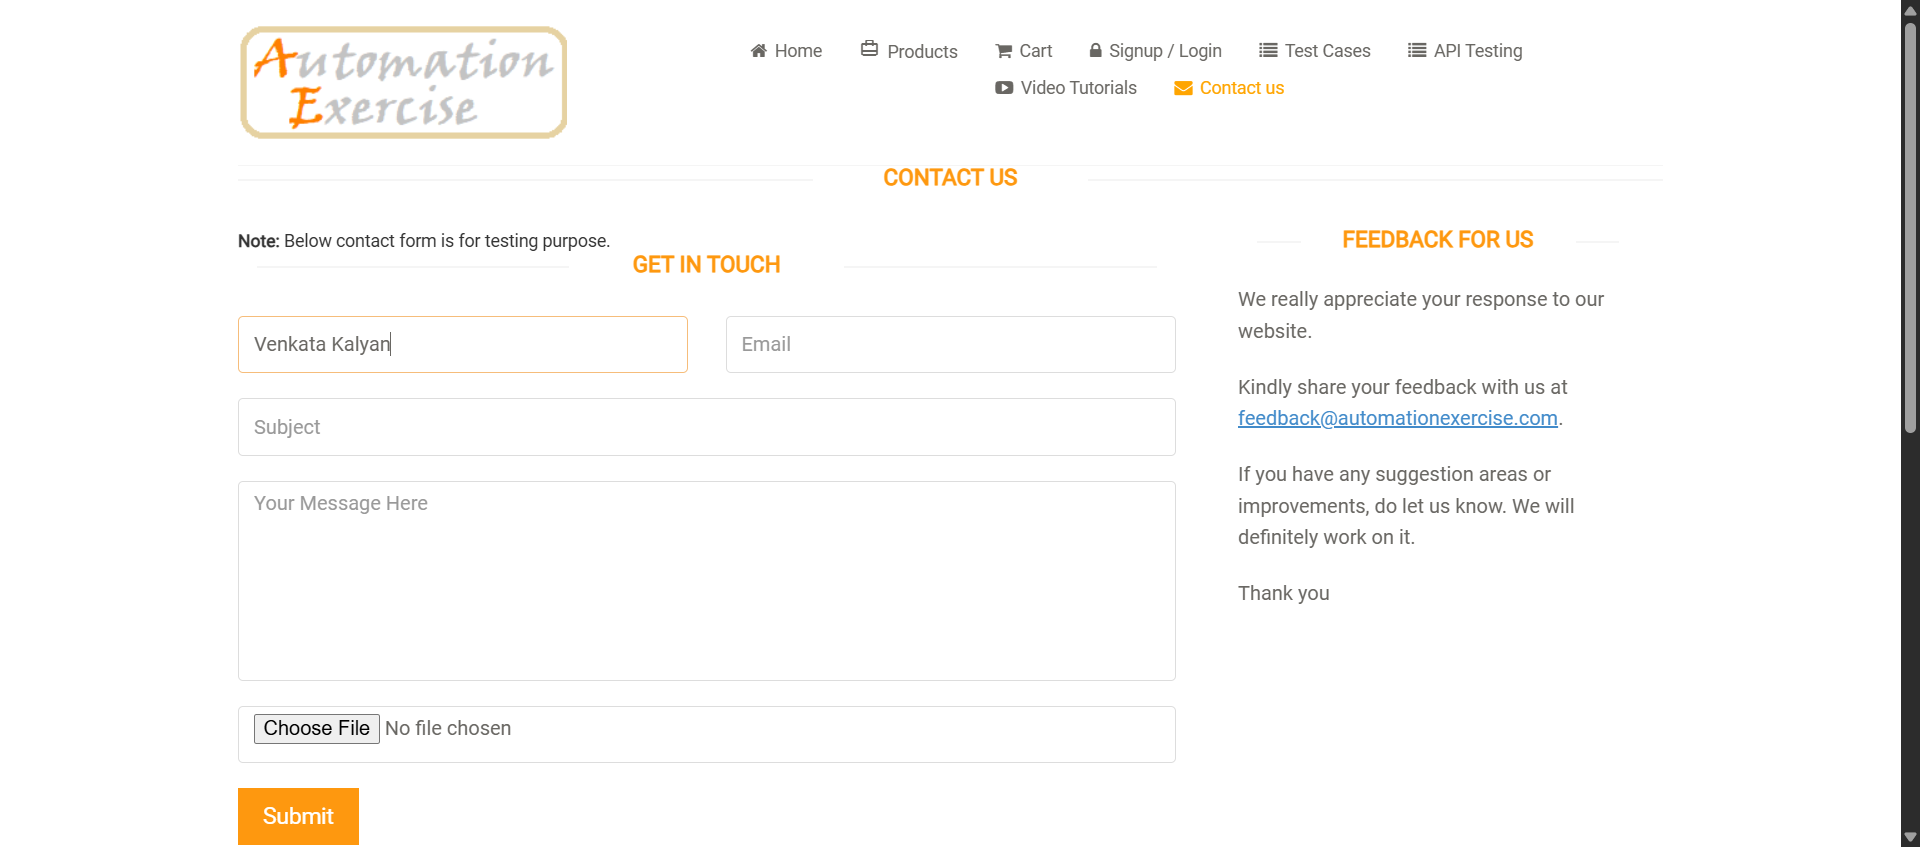 Automation
Exercise
Home Products Cart Signup / Login Test Cases API Testing
Video Tutorials Contact us
CONTACT US
Note: Below contact form is for testing purpose.
GET IN TOUCH
Venkata Kalyan Email
Subject
Your Message Here
Choose File No file chosen
Submit
FEEDBACK FOR US
We really appreciate your response to our
website.
Kindly share your feedback with us at
feedback@automationexercise.com.
If you have any suggestion areas or
improvements, do let us know. We will
definitely work on it.
Thank you